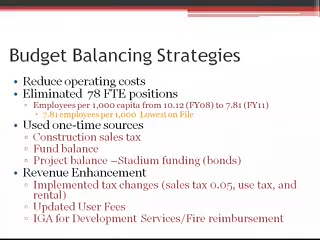 Budget Balancing Strategies
• Reduce operating costs
• Eliminated 78 FTE positions
▫ Employees per 1,000 capita from 10.12 (FY08) to 7.81 (FY11)
• 7.81 employees per 1,000 Lowest on File
• Used one-time sources
▫ Construction sales tax
▫ Fund balance
▫ Project balance –Stadium funding (bonds)
• Revenue Enhancement
▫ Implemented tax changes (sales tax 0.05, use tax, and
rental)
▫ Updated User Fees
▫ IGA for Development Services/Fire reimbursement